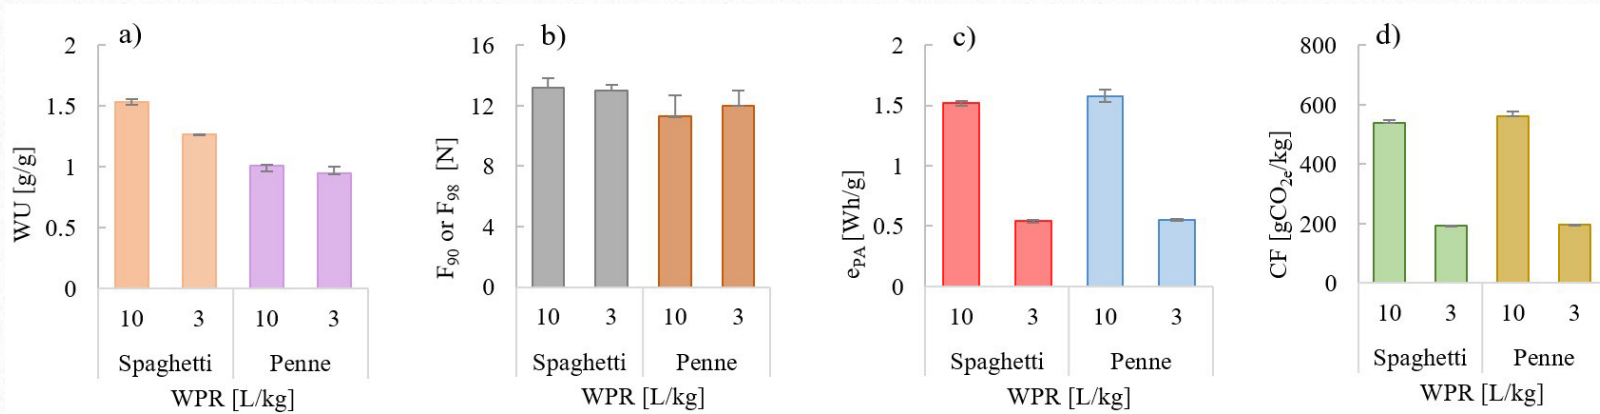 a)
WU [g/g]
2
1.5
1
0.5
0
10 3 10 3
Spaghetti Penne
WPR [L/kg]
b)
F90 or F98 [N]
16
12
8
4
0
10 3 10 3
Spaghetti Penne
WPR [L/kg]
c)
ePA [Wh/g]
2
1.5
1
0.5
0
10 3 10 3
Spaghetti Penne
WPR [L/kg]
d)
CF [gCO2e/kg]
800
600
400
200
0
10 3 10 3
Spaghetti Penne
WPR [L/kg]